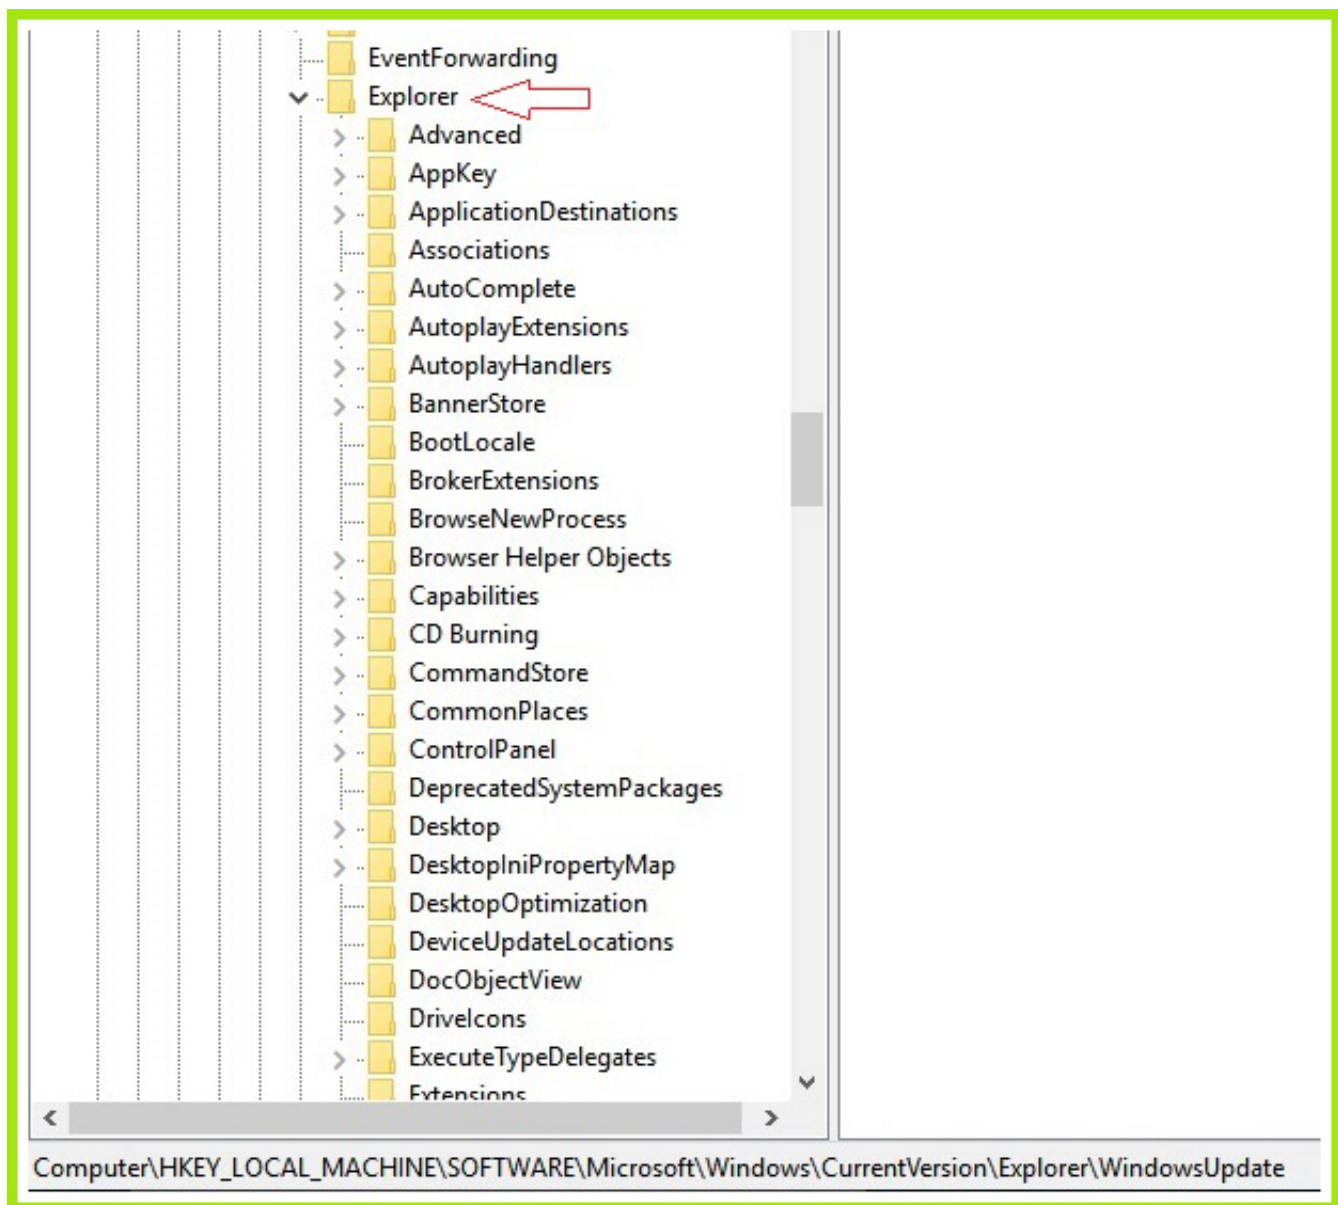 EventForwarding
Explorer
Advanced
AppKey
ApplicationDestinations
Associations
AutoComplete
AutoplayExtensions
AutoplayHandlers
BannerStore
BootLocale
BrokerExtensions
BrowseNewProcess
Browser Helper Objects
Capabilities
CD Burning
CommandStore
CommonPlaces
ControlPanel
DeprecatedSystemPackages
Desktop
DesktopIniPropertyMap
DesktopOptimization
DeviceUpdateLocations
DocObjectView
DriveIcons
ExecuteTypeDelegates
Extensions
Computer\HKEY_LOCAL_MACHINE\SOFTWARE\Microsoft\Windows\CurrentVersion\Explorer\WindowsUpdate